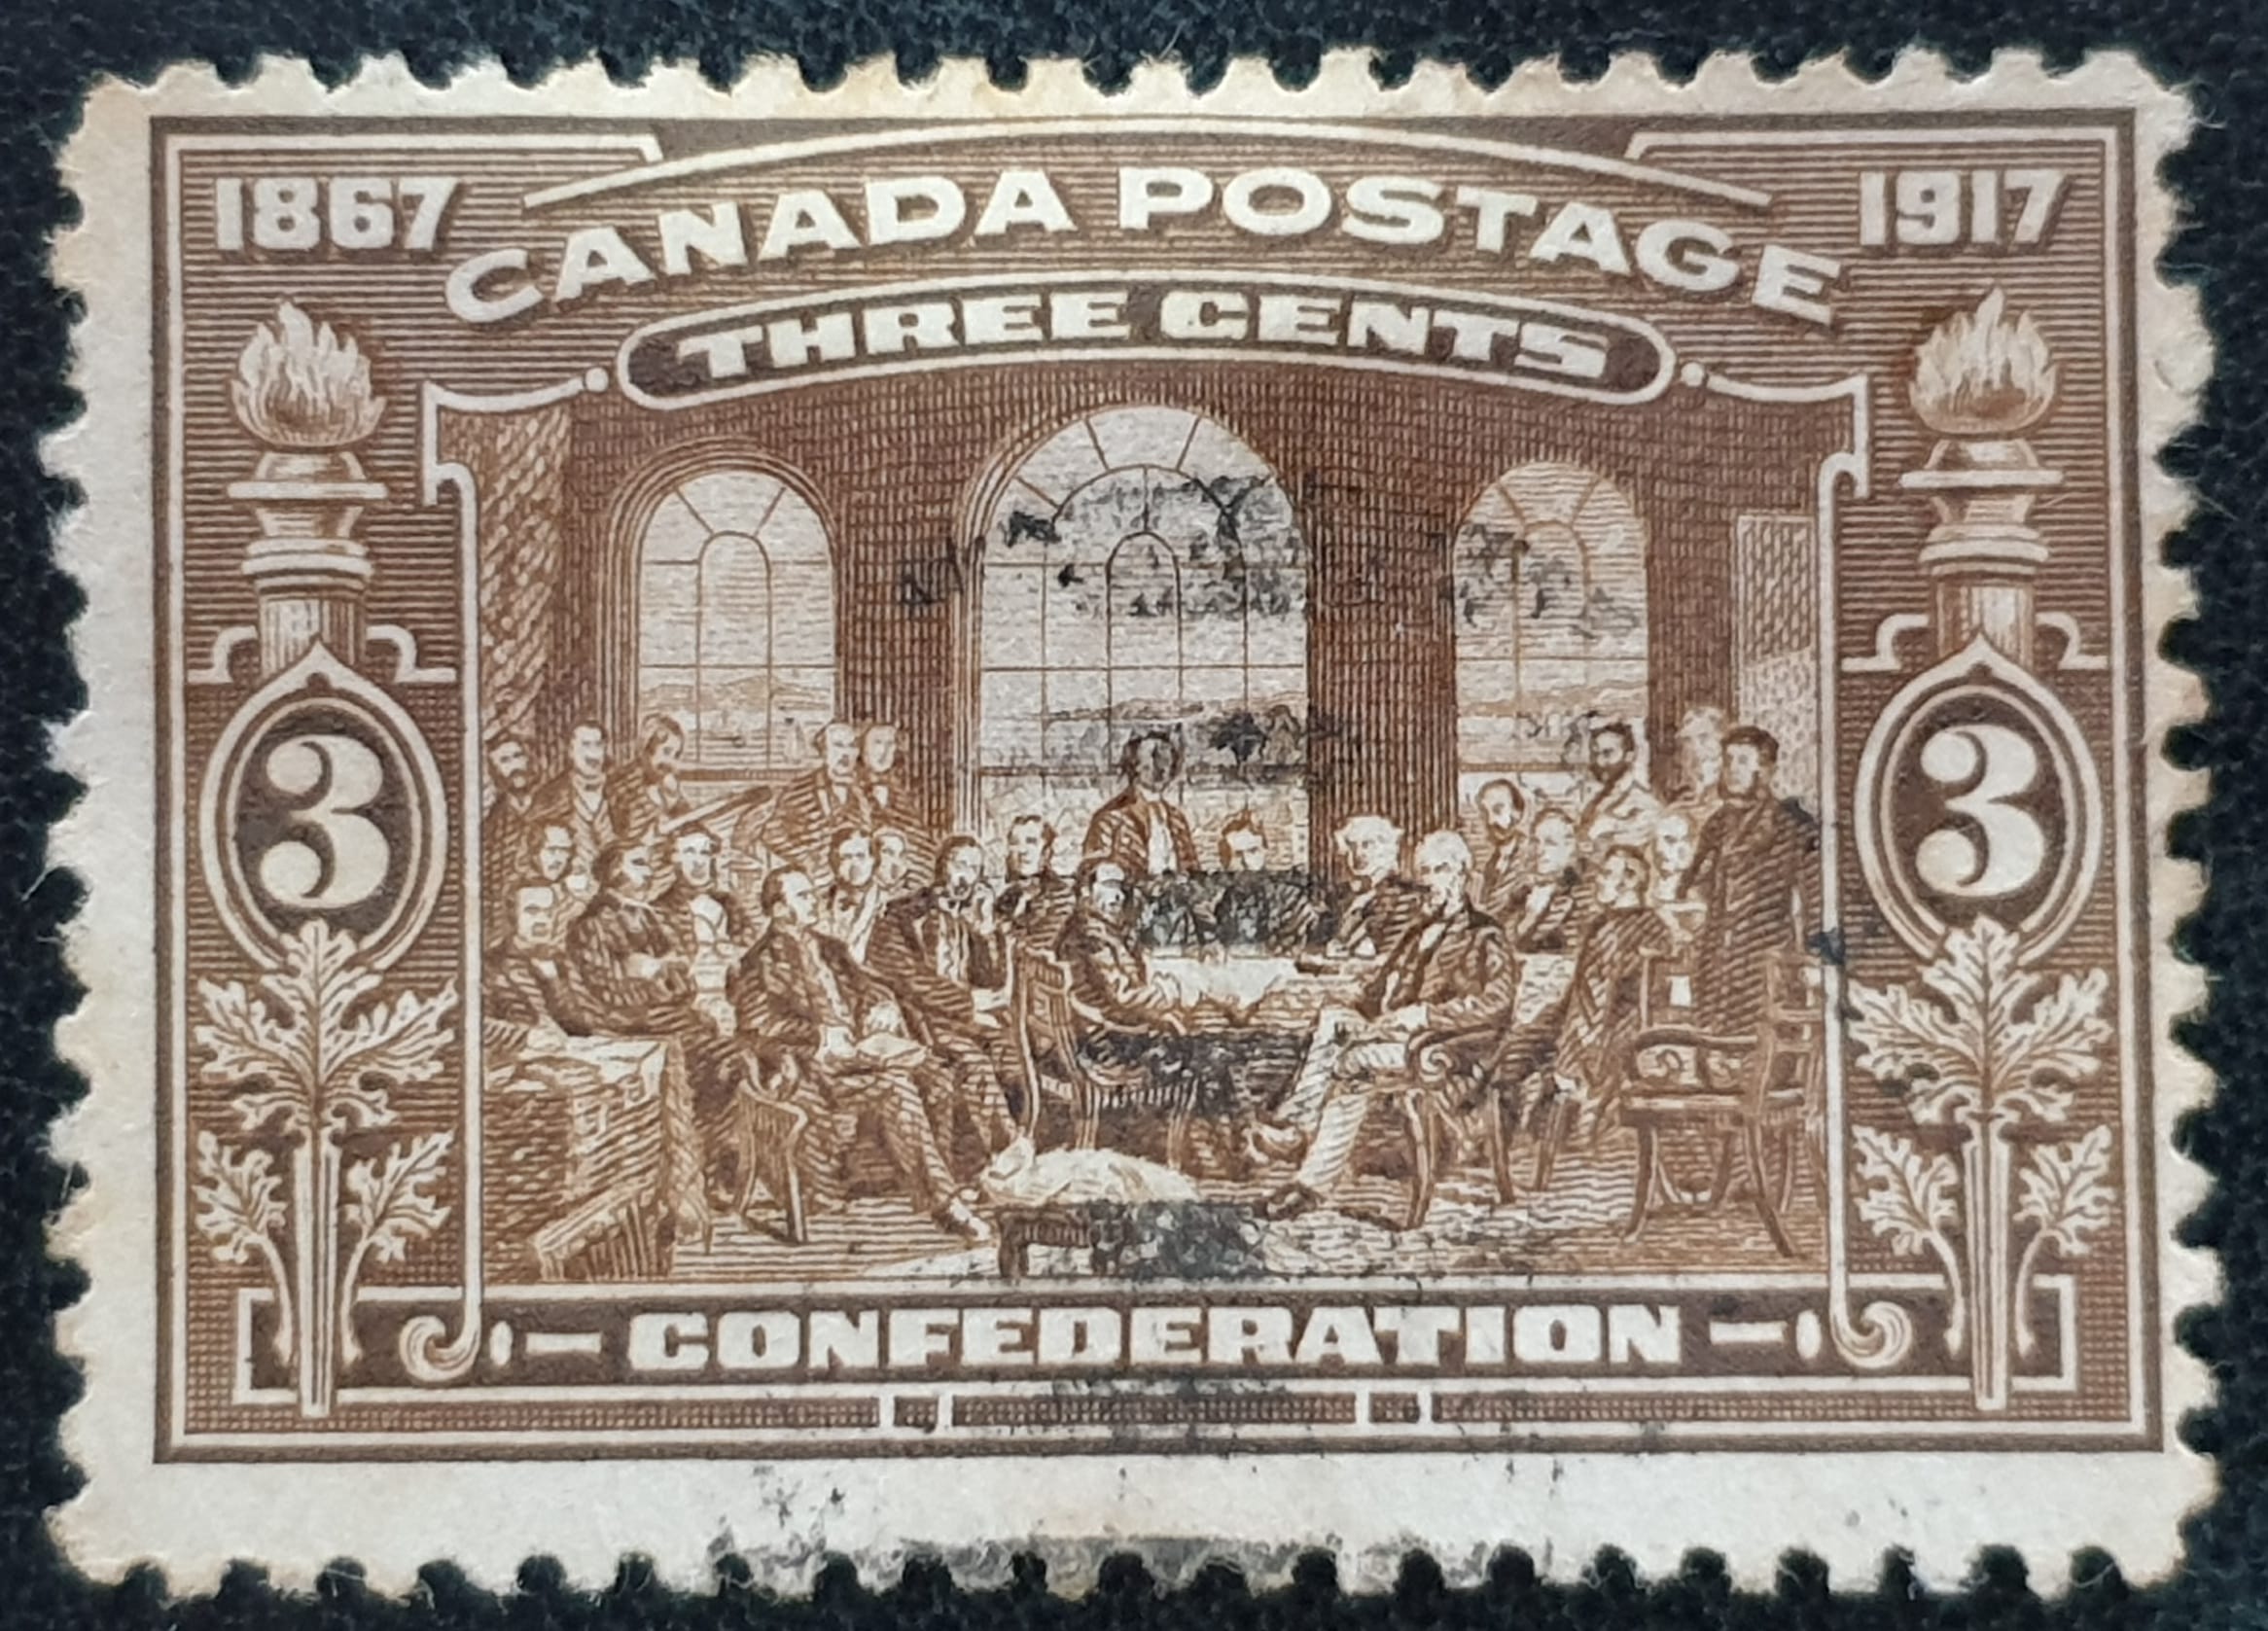 1867 CANADA POSTAGE 1917
THREE CENTS
3 3
CONFEDERATION